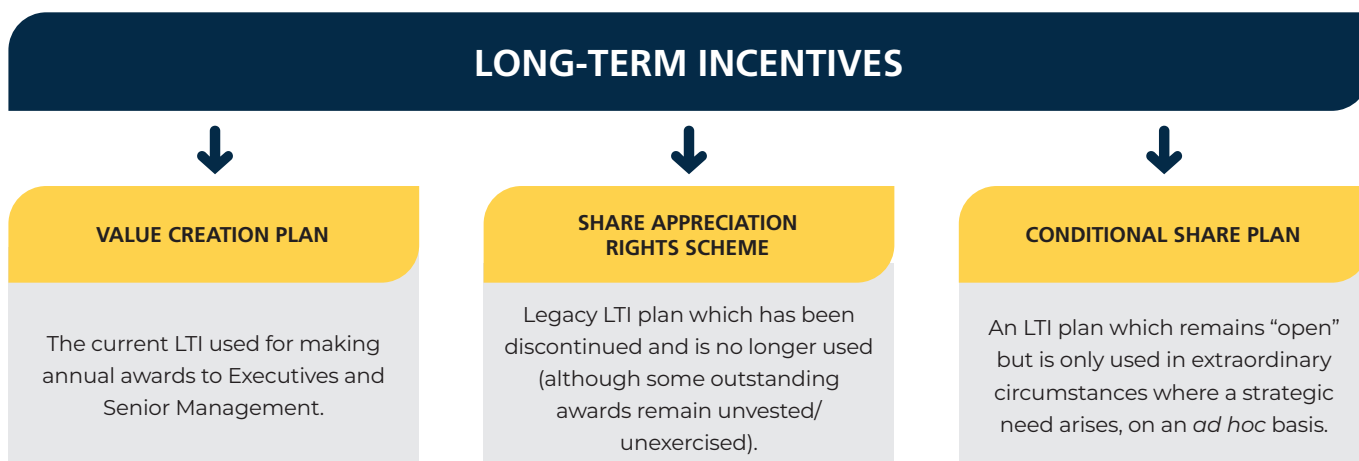 LONG-TERM INCENTIVES
VALUE CREATION PLAN
The current LTI used for making
annual awards to Executives and
Senior Management.
SHARE APPRECIATION
RIGHTS SCHEME
Legacy LTI plan which has been
discontinued and is no longer used
(although some outstanding
awards remain unvested/
unexercised).
CONDITIONAL SHARE PLAN
An LTI plan which remains “open”
but is only used in extraordinary
circumstances where a strategic
need arises, on an ad hoc basis.